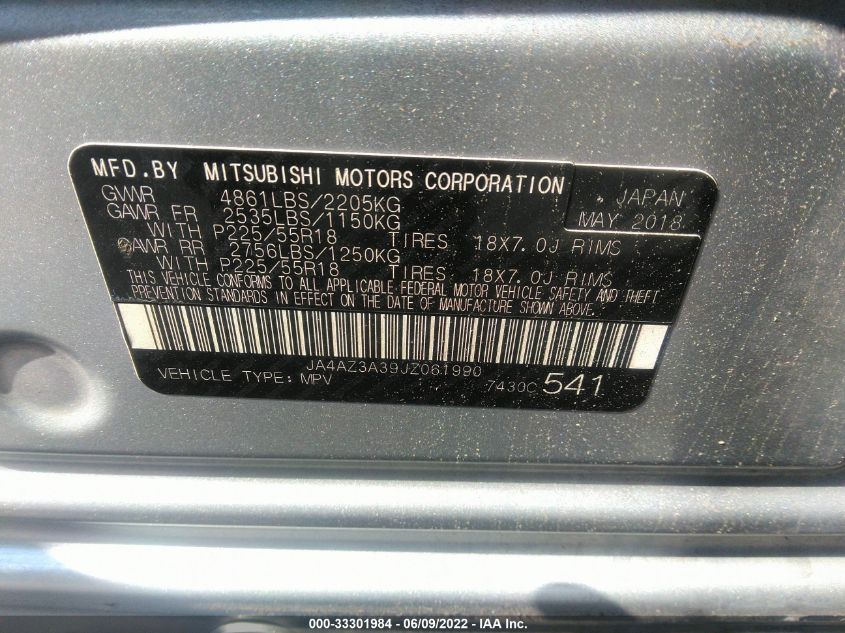 MFD.BY MITSUBISHI MOTORS CORPORATION
GVWR 4861LBS/2205KG
JAPAN
GAWR FR 2535LBS/1150KG
MAY 2018
WITH P225/55R18 TIRES 18X7.0J RIMS
GAWR RR 2756LBS/1250KG
WITH P225/55R18 TIRES 18X7.0J RIMS
THIS VEHICLE CONFORMS TO ALL APPLICABLE FEDERAL MOTOR VEHICLE SAFETY AND THEFT
PREVENTION STANDARDS IN EFFECT ON THE DATE OF MANUFACTURE SHOWN ABOVE.
JA4AZ3A39JZ061990
VEHICLE TYPE: MPV 7430C 541
000-33301984 - 06/09/2022 - IAA Inc.